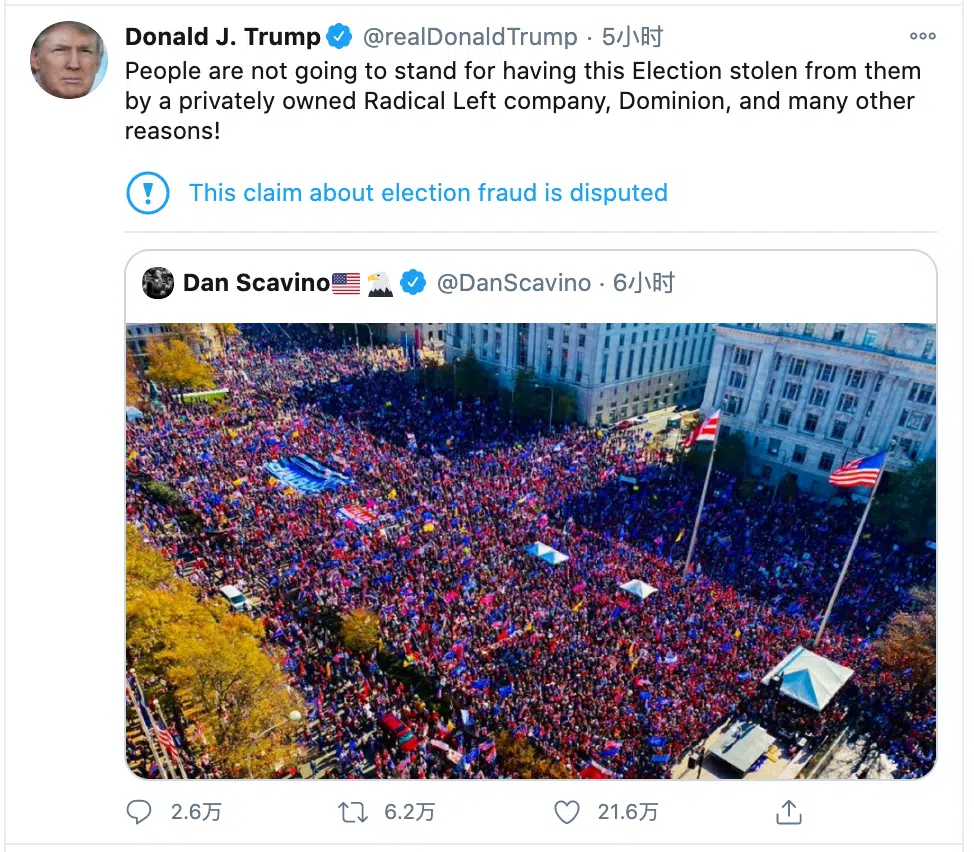 Donald J. Trump @realDonaldTrump · 5小时
People are not going to stand for having this Election stolen from them
by a privately owned Radical Left company, Dominion, and many other
reasons!
This claim about election fraud is disputed
Dan Scavino🇺🇸🦅 @DanScavino · 6小时
2.6万 6.2万 21.6万